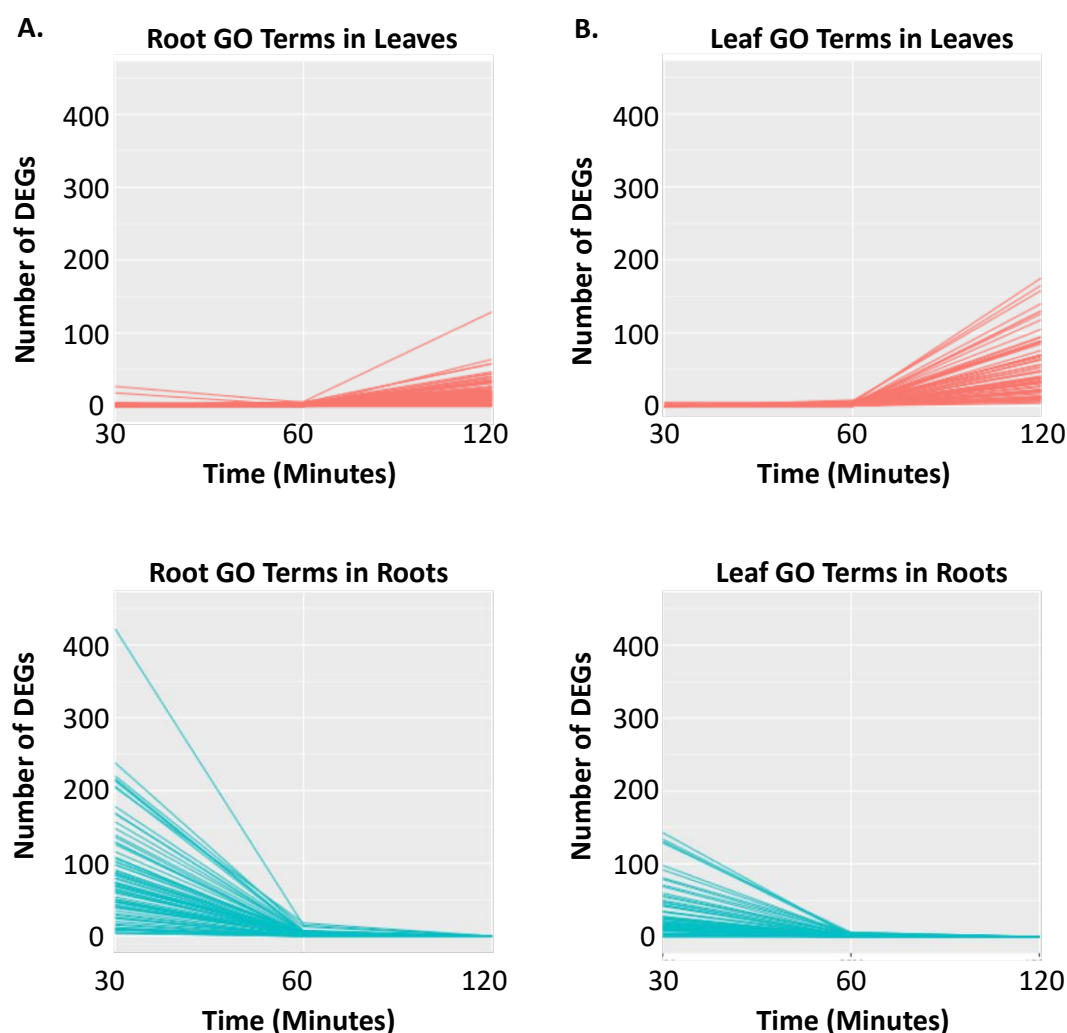 A.
Root GO Terms in Leaves
Number of DEGs
400
300
200
100
0
30 60 120
Time (Minutes)
B.
Leaf GO Terms in Leaves
Number of DEGs
400
300
200
100
0
30 60 120
Time (Minutes)
Root GO Terms in Roots
Number of DEGs
400
300
200
100
0
30 60 120
Time (Minutes)
Leaf GO Terms in Roots
Number of DEGs
400
300
200
100
0
30 60 120
Time (Minutes)